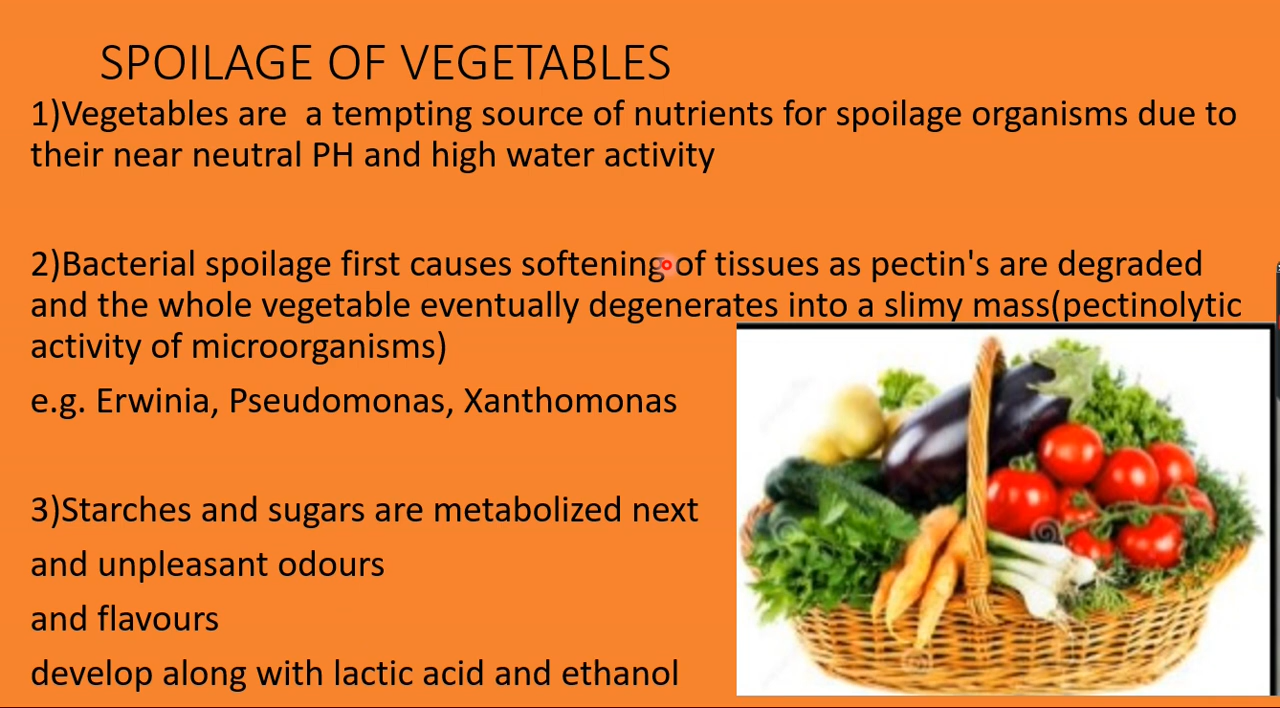 SPOILAGE OF VEGETABLES
1)Vegetables are  a tempting source of nutrients for spoilage organisms due to
their near neutral PH and high water activity
2)Bacterial spoilage first causes softening of tissues as pectin's are degraded
and the whole vegetable eventually degenerates into a slimy mass(pectinolytic
activity of microorganisms)
e.g. Erwinia, Pseudomonas, Xanthomonas
3)Starches and sugars are metabolized next
and unpleasant odours
and flavours
develop along with lactic acid and ethanol